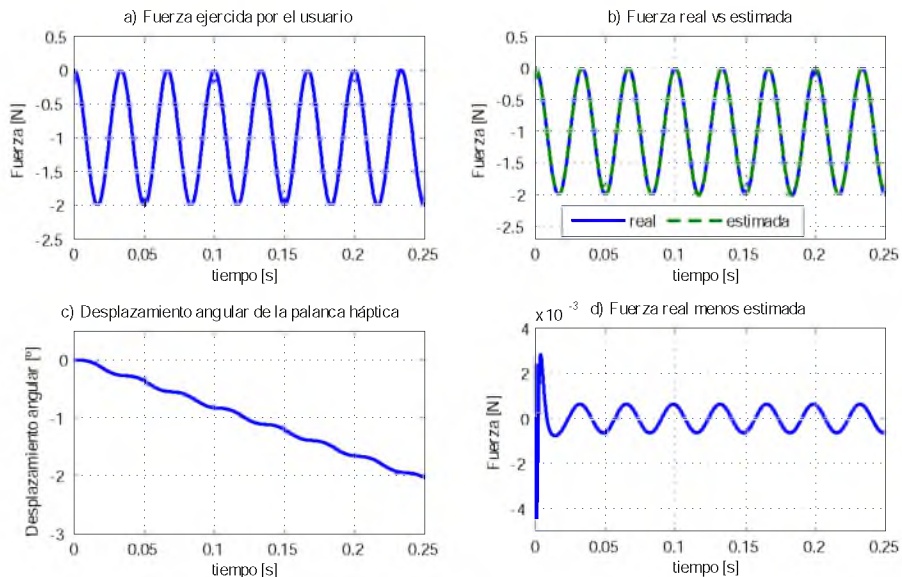 a) Fuerza ejercida por el usuario
0.5
0
-0.5
-1
-1.5
-2
-2.5
Fuerza [N]
0 0.05 0.1 0.15 0.2 0.25
tiempo [s]
b) Fuerza real vs estimada
0.5
0
-0.5
-1
-1.5
-2
-2.5
Fuerza [N]
real estimada
0 0.05 0.1 0.15 0.2 0.25
tiempo [s]
c) Desplazamiento angular de la palanca háptica
0
-1
-2
-3
Desplazamiento angular [º]
0 0.05 0.1 0.15 0.2 0.25
tiempo [s]
x 10 -3 d) Fuerza real menos estimada
4
2
0
-2
-4
Fuerza [N]
0 0.05 0.1 0.15 0.2 0.25
tiempo [s]